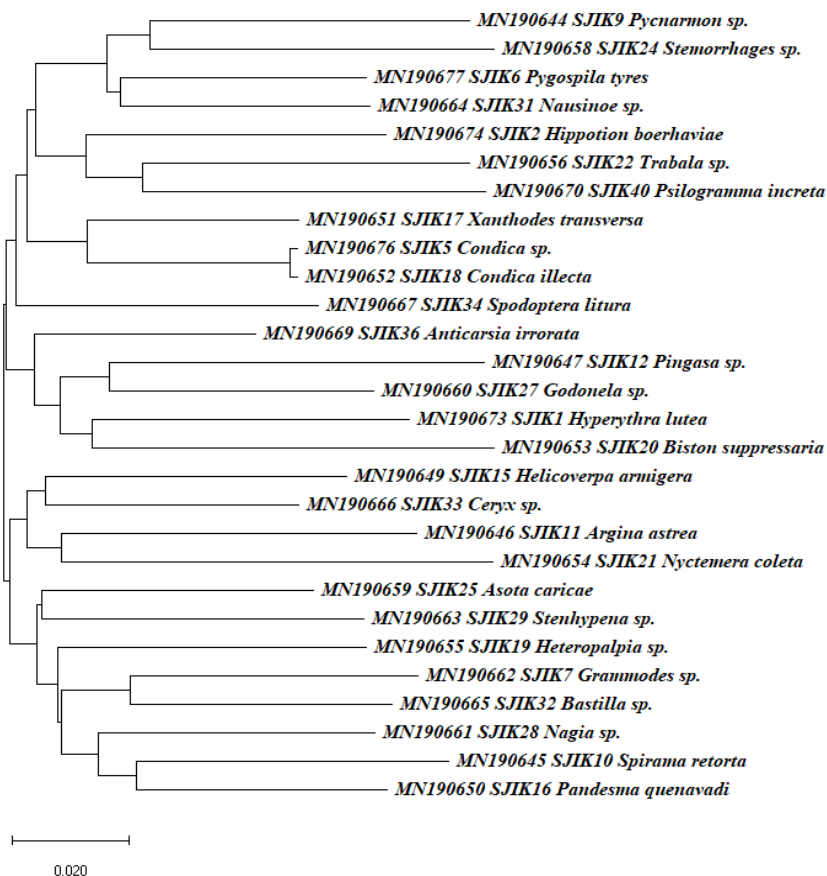 MN190644 SJIK9 Pycnarmon sp.
MN190658 SJIK24 Stemorrhages sp.
MN190677 SJIK6 Pygospila tyres
MN190664 SJIK31 Nausinoe sp.
MN190674 SJIK2 Hippotion boerhaviae
MN190656 SJIK22 Trabala sp.
MN190670 SJIK40 Psilogramma increta
MN190651 SJIK17 Xanthodes transversa
MN190676 SJIK5 Condica sp.
MN190652 SJIK18 Condica illecta
MN190667 SJIK34 Spodoptera litura
MN190669 SJIK36 Anticarsia irrorata
MN190647 SJIK12 Pingasa sp.
MN190660 SJIK27 Godonela sp.
MN190673 SJIK1 Hyperythra lutea
MN190653 SJIK20 Biston suppressaria
MN190649 SJIK15 Helicoverpa armigera
MN190666 SJIK33 Ceryx sp.
MN190646 SJIK11 Argina astrea
MN190654 SJIK21 Nyctemera coleta
MN190659 SJIK25 Asota caricae
MN190663 SJIK29 Stenhypena sp.
MN190655 SJIK19 Heteropalpia sp.
MN190662 SJIK7 Grammodes sp.
MN190665 SJIK32 Bastilla sp.
MN190661 SJIK28 Nagia sp.
MN190645 SJIK10 Spirama retorta
MN190650 SJIK16 Pandesma quenavadi
0.020